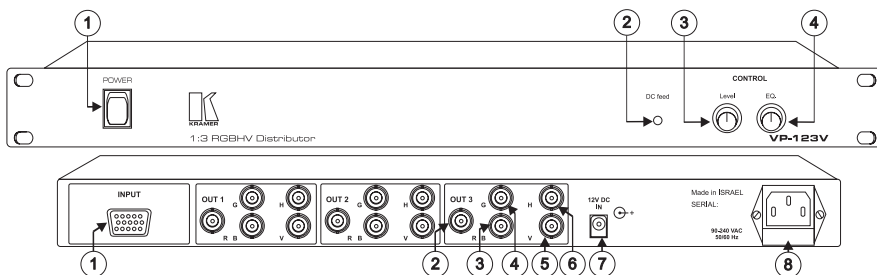 1
2
3
4
POWER
DC feed
CONTROL
Level
EQ.
K
KRAMER
1:3 RGBHV Distributor
VP-123V
INPUT
OUT 1
G
H
R
B
V
OUT 2
G
H
R
B
V
OUT 3
G
H
R
B
V
12V DC
IN
+
Made in ISRAEL
SERIAL:
90-240 VAC
50/60 Hz
1
2
3
4
5
6
7
8